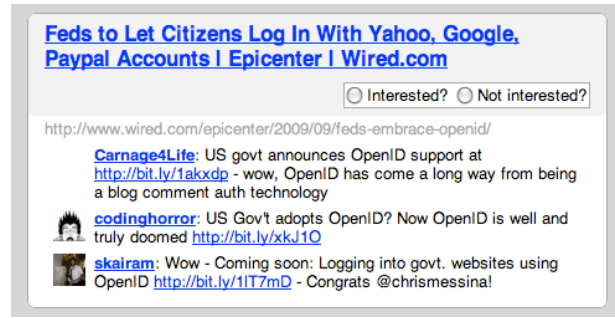 Feds to Let Citizens Log In With Yahoo, Google,
Paypal Accounts | Epicenter | Wired.com
Interested? Not interested?
http://www.wired.com/epicenter/2009/09/feds-embrace-openid/
Carnage4Life: US govt announces OpenID support at
http://bit.ly/1akxdp - wow, OpenID has come a long way from being
a blog comment auth technology
codinghorror: US Gov't adopts OpenID? Now OpenID is well and
truly doomed http://bit.ly/xkJ1O
skairam: Wow - Coming soon: Logging into govt. websites using
OpenID http://bit.ly/1lT7mD - Congrats @chrismessina!